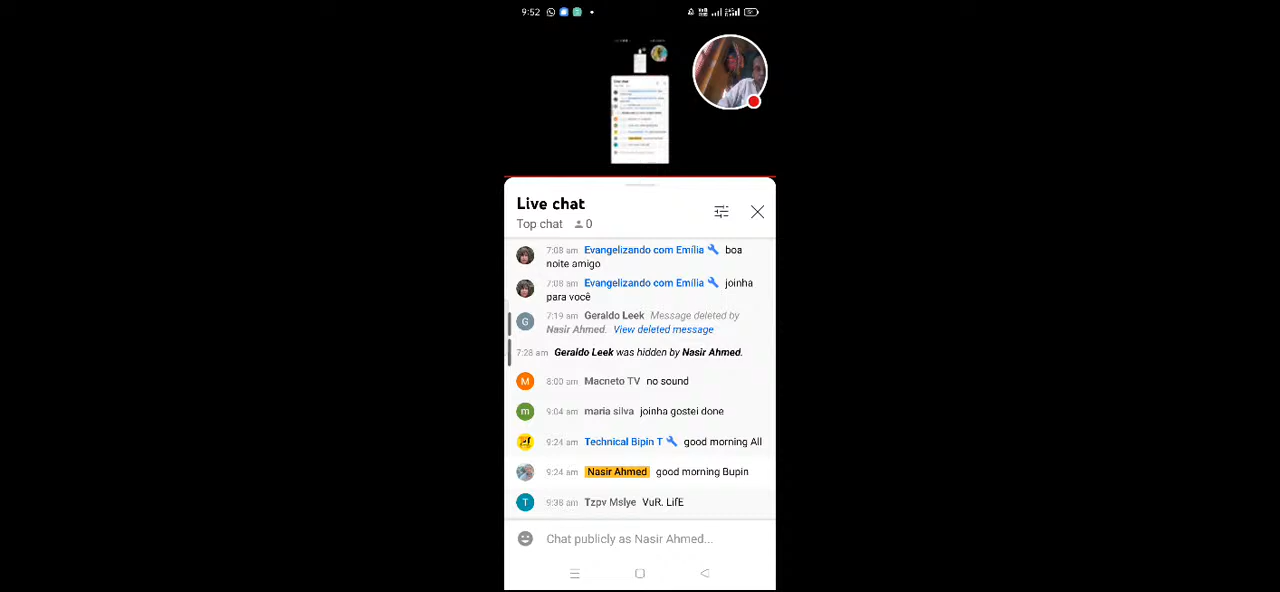 9:52
Live chat
Top chat 0
7:08 am Evangelizando com Emília boa
noite amigo
7:08 am Evangelizando com Emília joinha
para você
G 7:19 am Geraldo Leek Message deleted by
Nasir Ahmed. View deleted message
7:28 am Geraldo Leek was hidden by Nasir Ahmed.
M 8:00 am Macneto TV no sound
m 9:04 am maria silva joinha gostei done
9:24 am Technical Bipin T good morning All
9:24 am Nasir Ahmed good morning Bupin
T 9:38 am Tzpv Mslye VuR. LifE
Chat publicly as Nasir Ahmed...